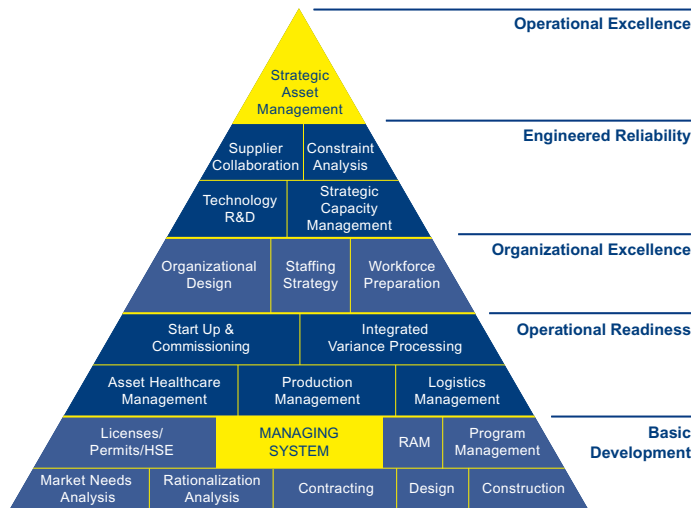 Operational Excellence
Strategic
Asset
Management
Engineered Reliability
Supplier
Collaboration
Constraint
Analysis
Technology
R&D
Strategic
Capacity
Management
Organizational Excellence
Organizational
Design
Staffing
Strategy
Workforce
Preparation
Operational Readiness
Start Up &
Commissioning
Integrated
Variance Processing
Asset Healthcare
Management
Production
Management
Logistics
Management
Basic
Development
Licenses/
Permits/HSE
MANAGING
SYSTEM
RAM
Program
Management
Market Needs
Analysis
Rationalization
Analysis
Contracting
Design
Construction